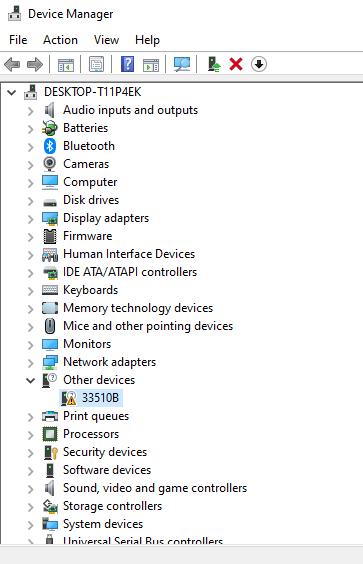 Device Manager
File Action View Help
DESKTOP-T11P4EK
Audio inputs and outputs
Batteries
Bluetooth
Cameras
Computer
Disk drives
Display adapters
Firmware
Human Interface Devices
IDE ATA/ATAPI controllers
Keyboards
Memory technology devices
Mice and other pointing devices
Monitors
Network adapters
Other devices
33510B
Print queues
Processors
Security devices
Software devices
Sound, video and game controllers
Storage controllers
System devices
Universal Serial Bus controllers